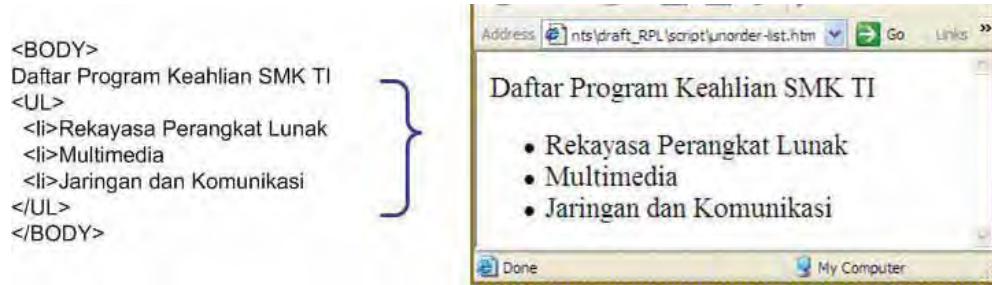 <BODY>
Daftar Program Keahlian SMK TI
<UL>
<li>Rekayasa Perangkat Lunak
<li>Multimedia
<li>Jaringan dan Komunikasi
</UL>
</BODY>
Address nts\draft_RPL\script\unorder-list.htm Go Links »
Daftar Program Keahlian SMK TI
• Rekayasa Perangkat Lunak
• Multimedia
• Jaringan dan Komunikasi
Done My Computer